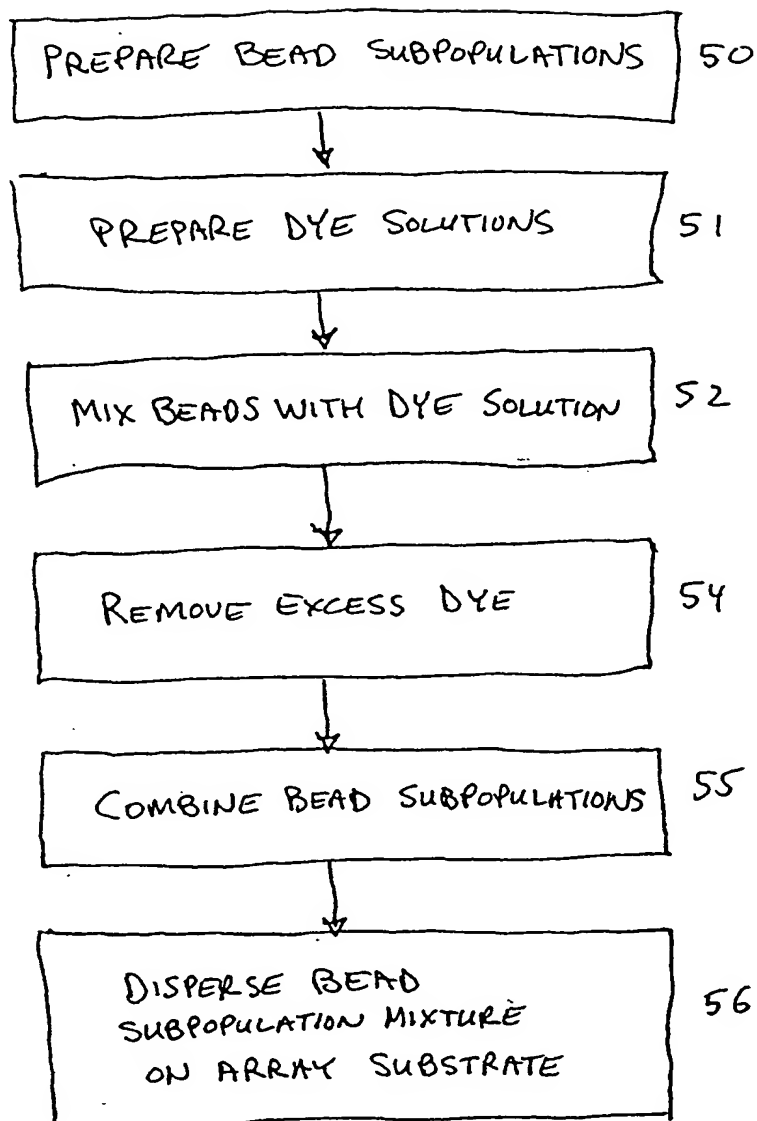 PREPARE BEAD SUBPOPULATIONS 50
PREPARE DYE SOLUTIONS 51
MIX BEADS WITH DYE SOLUTION 52
REMOVE EXCESS DYE 54
COMBINE BEAD SUBPOPULATIONS 55
DISPERSE BEAD
SUBPOPULATION MIXTURE 56
ON ARRAY SUBSTRATE